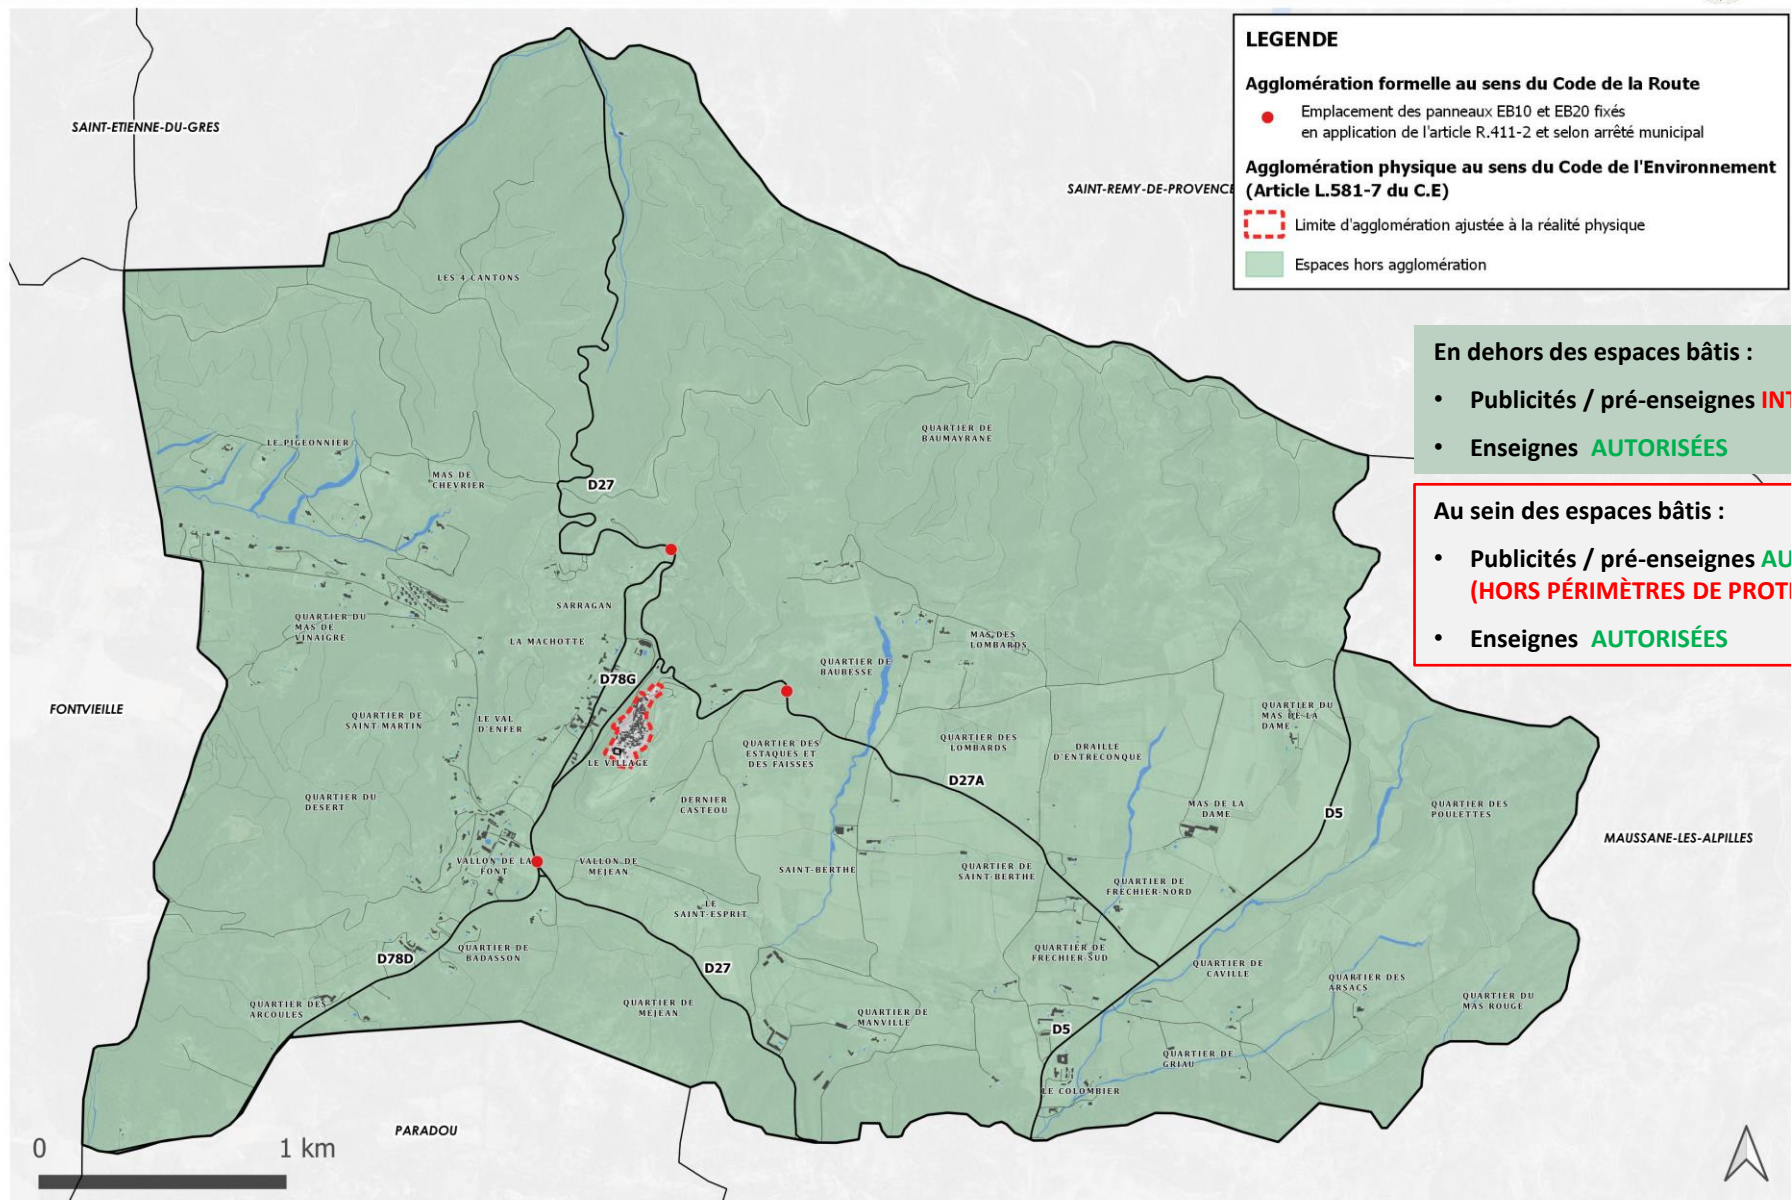 LEGENDE
Agglomération formelle au sens du Code de la Route
Emplacement des panneaux EB10 et EB20 fixés
en application de l'article R.411-2 et selon arrêté municipal
Agglomération physique au sens du Code de l'Environnement
(Article L.581-7 du C.E)
Limite d'agglomération ajustée à la réalité physique
Espaces hors agglomération
En dehors des espaces bâtis :
• Publicités / pré-enseignes INT
• Enseignes AUTORISÉES
Au sein des espaces bâtis :
• Publicités / pré-enseignes AU
(HORS PÉRIMÈTRES DE PROT
• Enseignes AUTORISÉES
SAINT-ETIENNE-DU-GRES
SAINT-REMY-DE-PROVENCE
LES 4 CANTONS
QUARTIER DE
BAUMAYRANE
LE PIGEONNIER
MAS DE
CHEVRIER
D27
SARRAGAN
QUARTIER DU
MAS DE
VINAIGRE
LA MACHOTTE
MAS DES
LOMBARDS
QUARTIER DE
BAUBESSE
D78G
FONTVIEILLE
QUARTIER DE
SAINT-MARTIN
LE VAL
D'ENFER
QUARTIER DU
MAS DE LA
DAME
QUARTIER DES
ESTAQUES ET
DES FAISSES
QUARTIER DES
LOMBARDS
DRAILLE
D'ENTRECONQUE
LE VILLAGE
D27A
QUARTIER DU
DESERT
DERNIER
CASTEOU
MAS DE LA
DAME
D5
QUARTIER DES
POULETTES
MAUSSANE-LES-ALPILLES
VALLON DE LA
FONT
VALLON DE
MEJEAN
SAINT-BERTHE
QUARTIER DE
SAINT-BERTHE
QUARTIER DE
FRECHIER-NORD
LE
SAINT-ESPRIT
D78D
QUARTIER DE
BADASSON
D27
QUARTIER DE
FRECHIER-SUD
QUARTIER DE
CAVILLE
QUARTIER DES
ARSACS
QUARTIER DU
MAS ROUGE
QUARTIER DES
ARCOULES
QUARTIER DE
MEJEAN
QUARTIER DE
MANVILLE
D5
QUARTIER DE
GRIAU
LE COLOMBIER
PARADOU
0 1 km